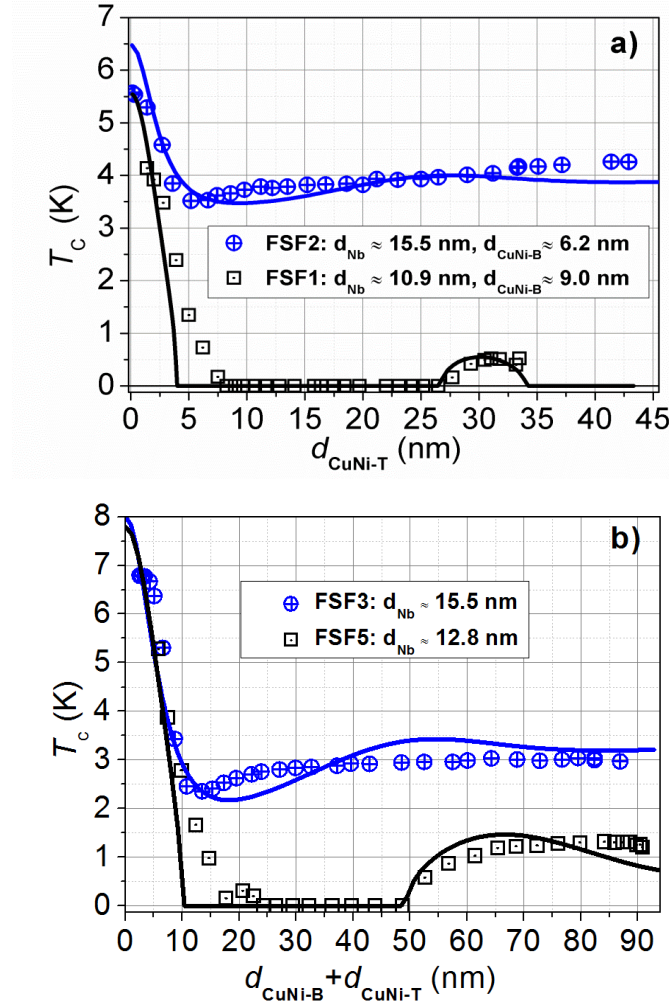 a)
7
6
5
4
3
2
1
0
T_C (K)
FSF2: d_Nb ≈ 15.5 nm, d_CuNi-B ≈ 6.2 nm
FSF1: d_Nb ≈ 10.9 nm, d_CuNi-B ≈ 9.0 nm
0 5 10 15 20 25 30 35 40 45
d_CuNi-T (nm)
b)
8
7
6
5
4
3
2
1
0
T_C (K)
FSF3: d_Nb ≈ 15.5 nm
FSF5: d_Nb ≈ 12.8 nm
0 10 20 30 40 50 60 70 80 90
d_CuNi-B+d_CuNi-T (nm)